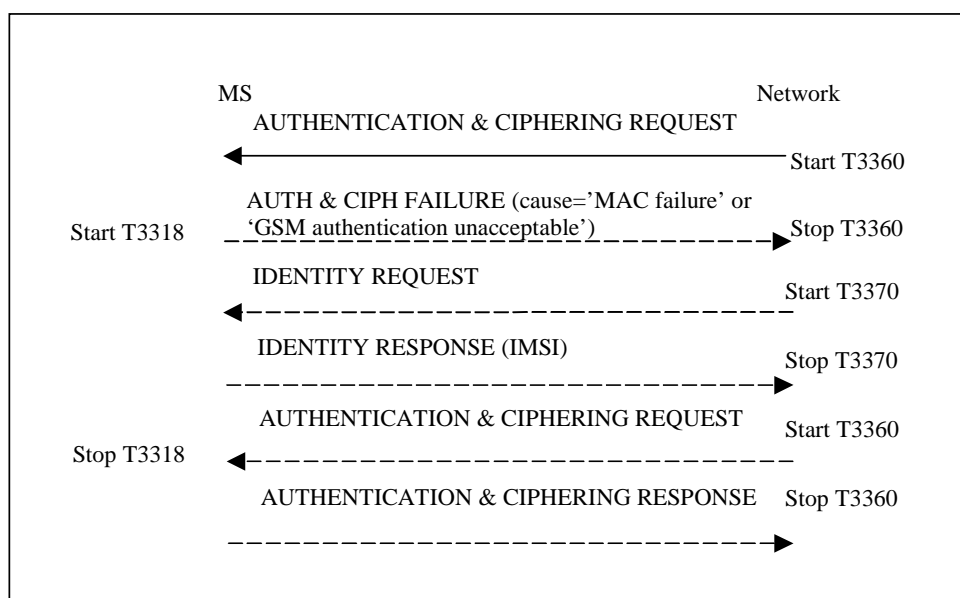 MS Network
AUTHENTICATION & CIPHERING REQUEST
Start T3360
AUTH & CIPH FAILURE (cause=’MAC failure’ or
Start T3318 ‘GSM authentication unacceptable’) Stop T3360
IDENTITY REQUEST
Start T3370
IDENTITY RESPONSE (IMSI)
Stop T3370
AUTHENTICATION & CIPHERING REQUEST
Start T3360
Stop T3318
AUTHENTICATION & CIPHERING RESPONSE Stop T3360